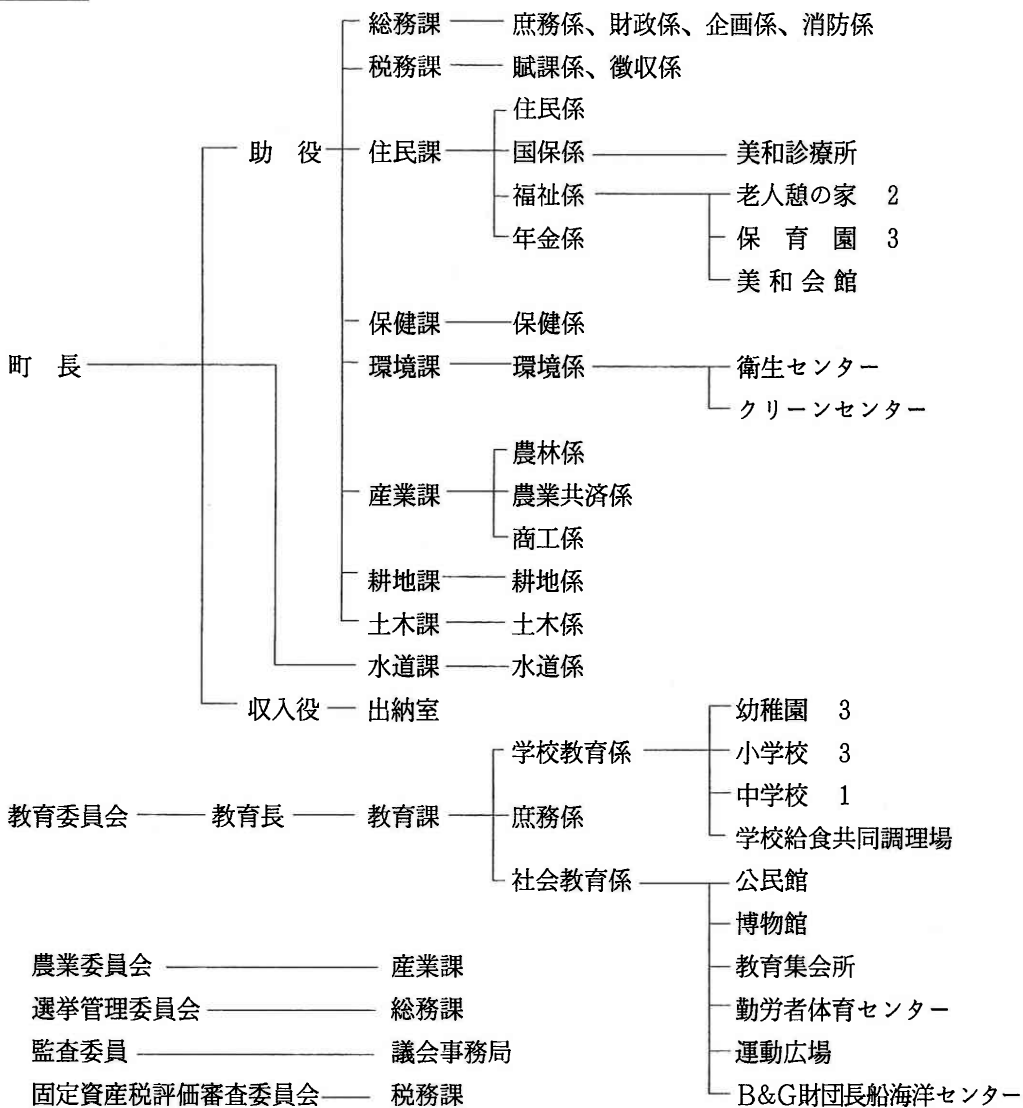 総務課 庶務係、財政係、企画係、消防係
税務課 賦課係、徴収係
住民係
助 役 住民課 国保係 美和診療所
福祉係 老人憩の家 2
年金係 保 育 園 3
美 和 会 館
保健課 保健係
町 長 環境課 環境係 衛生センター
クリーンセンター
農林係
産業課 農業共済係
商工係
耕地課 耕地係
土木課 土木係
水道課 水道係
収入役 出納室 幼稚園 3
学校教育係 小学校 3
中学校 1
教育委員会 教育長 教育課 庶務係
学校給食共同調理場
社会教育係 公民館
博物館
農業委員会 産業課 教育集会所
選挙管理委員会 総務課 勤労者体育センター
監査委員 議会事務局 運動広場
固定資産税評価審査委員会 税務課 B&G財団長船海洋センター